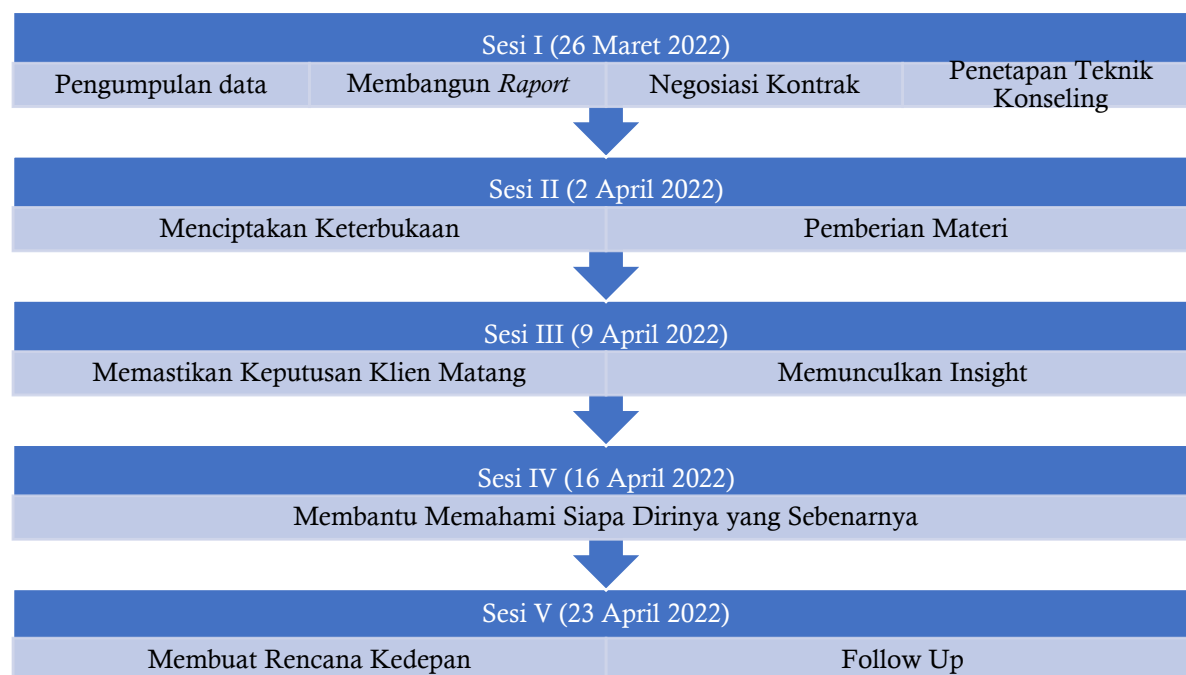 Sesi I (26 Maret 2022)
Pengumpulan data
Membangun Raport
Negosiasi Kontrak
Penetapan Teknik
Konseling
Sesi II (2 April 2022)
Menciptakan Keterbukaan
Pemberian Materi
Sesi III (9 April 2022)
Memastikan Keputusan Klien Matang
Memunculkan Insight
Sesi IV (16 April 2022)
Membantu Memahami Siapa Dirinya yang Sebenarnya
Sesi V (23 April 2022)
Membuat Rencana Kedepan
Follow Up